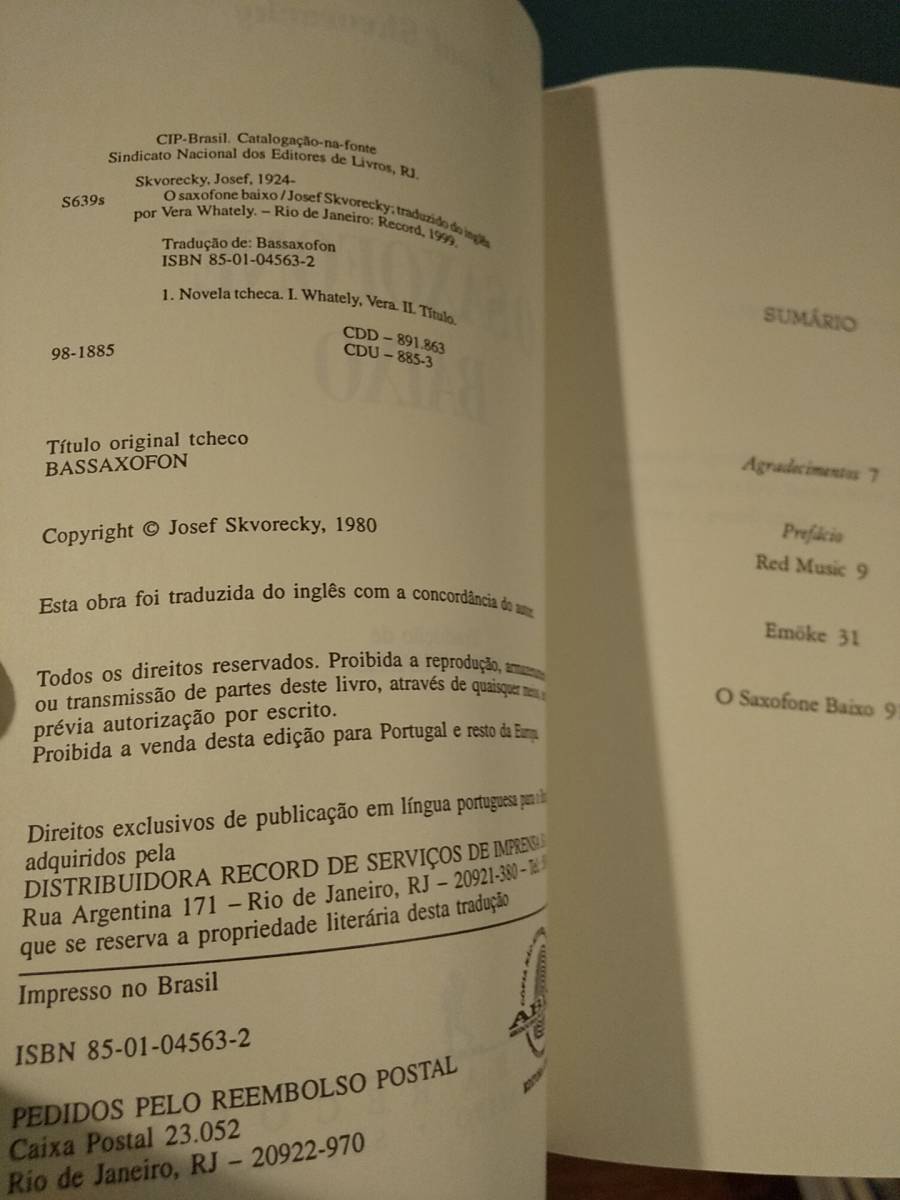 CIP-Brasil. Catalogação-na-fonte
Sindicato Nacional dos Editores de Livros, RJ.
Skvorecky, Josef, 1924-
S639s
O saxofone baixo / Josef Skvorecky; traduzido do inglês
por Vera Whately. – Rio de Janeiro: Record, 1999.
Tradução de: Bassaxofon
ISBN 85-01-04563-2
1. Novela tcheca. I. Whately, Vera. II. Título.
CDD – 891.863
98-1885
CDU – 885-3
Título original tcheco
BASSAXOFON
Copyright © Josef Skvorecky, 1980
Esta obra foi traduzida do inglês com a concordância do autor
Todos os direitos reservados. Proibida a reprodução,
ou transmissão de partes deste livro, através de quaisquer
prévia autorização por escrito.
Proibida a venda desta edição para Portugal e resto da Europa.
Direitos exclusivos de publicação em língua portuguesa para o
adquiridos pela
DISTRIBUIDORA RECORD DE SERVIÇOS DE IMPRENSA
Rua Argentina 171 – Rio de Janeiro, RJ – 20921-380 – Tel.
que se reserva a propriedade literária desta tradução
Impresso no Brasil
ISBN 85-01-04563-2
PEDIDOS PELO REEMBOLSO POSTAL
Caixa Postal 23.052
Rio de Janeiro, RJ – 20922-970
SUMÁRIO
Agradecimentos 7
Prefácio
Red Music 9
Emöke 31
O Saxofone Baixo 9